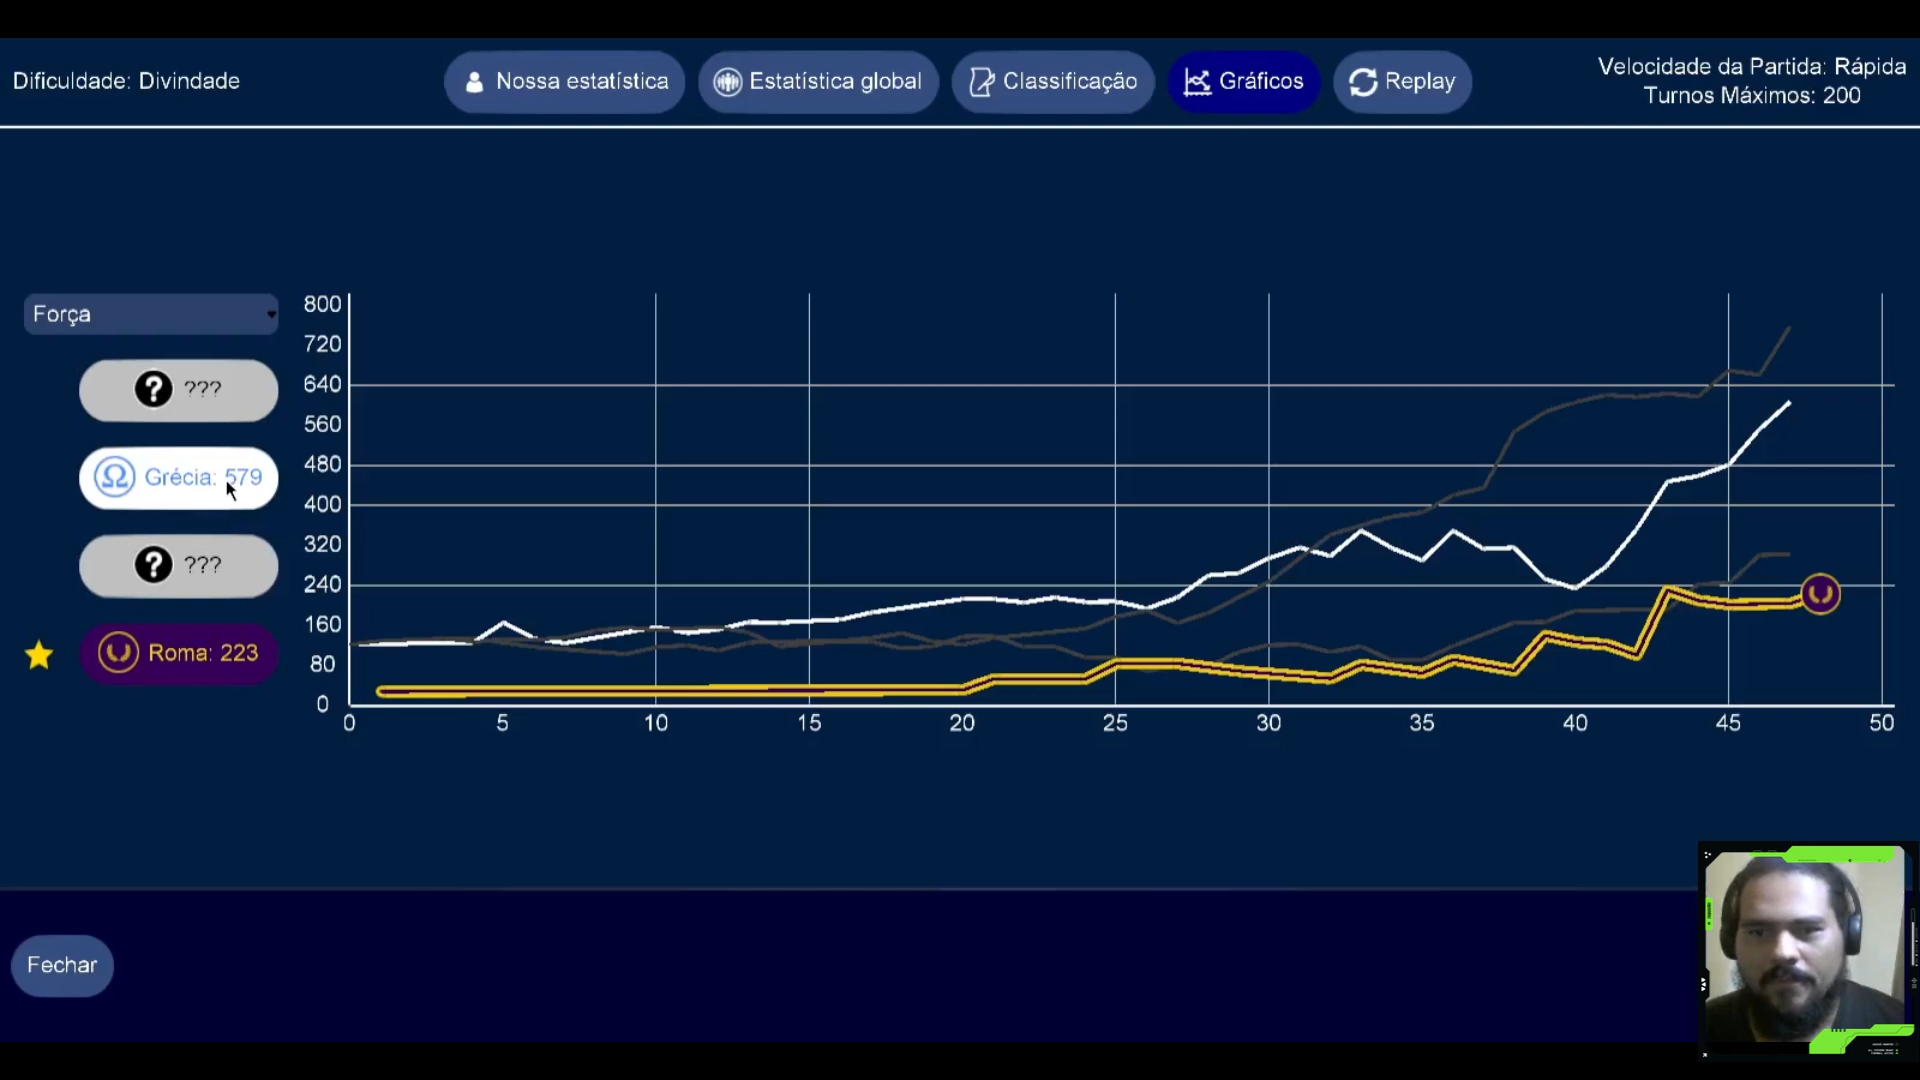 Dificuldade: Divindade
Nossa estatística
Estatística global
Classificação
Gráficos
Replay
Velocidade da Partida: Rápida
Turnos Máximos: 200
Força
? ???
Ω Grécia: 579
? ???
Roma: 223
800
720
640
560
480
400
320
240
160
80
0
0 5 10 15 20 25 30 35 40 45 50
Fechar